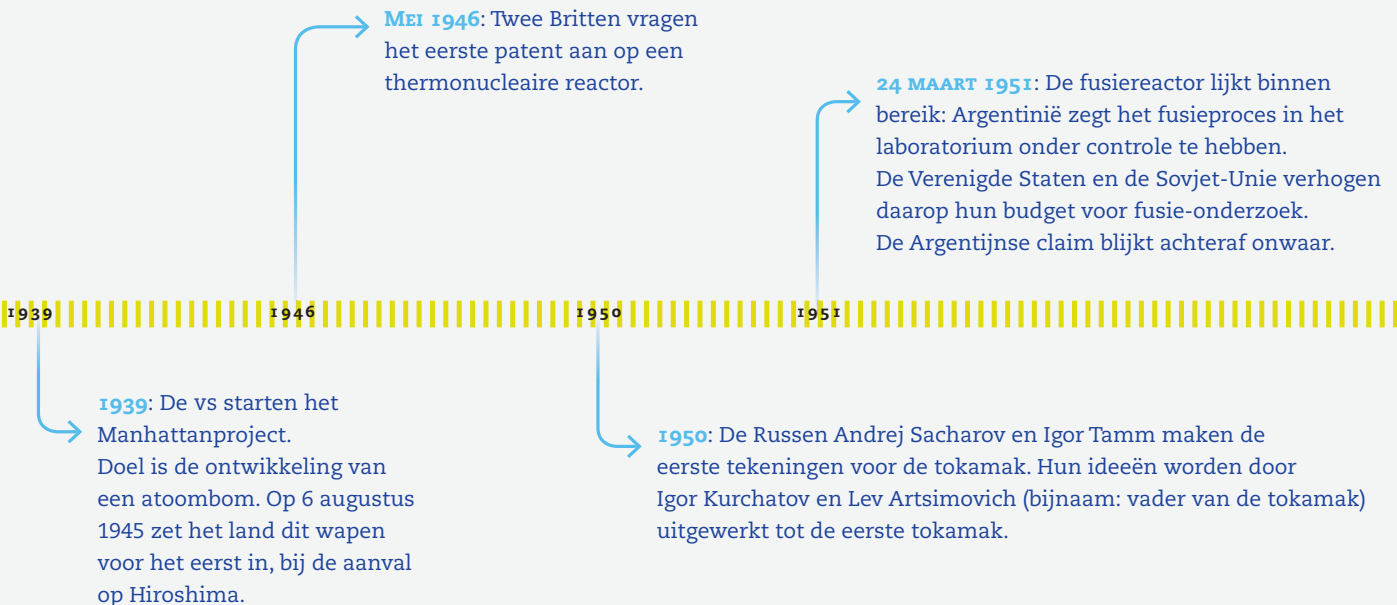 Mei 1946: Twee Britten vragen
het eerste patent aan op een
thermonucleaire reactor.
24 maart 1951: De fusiereactor lijkt binnen
bereik: Argentinië zegt het fusieproces in het
laboratorium onder controle te hebben.
De Verenigde Staten en de Sovjet-Unie verhogen
daarop hun budget voor fusie-onderzoek.
De Argentijnse claim blijkt achteraf onwaar.
1939 1946 1950 1951
1939: De vs starten het
Manhattanproject.
Doel is de ontwikkeling van
een atoombom. Op 6 augustus
1945 zet het land dit wapen
voor het eerst in, bij de aanval
op Hiroshima.
1950: De Russen Andrej Sacharov en Igor Tamm maken de
eerste tekeningen voor de tokamak. Hun ideeën worden door
Igor Kurchatov en Lev Artsimovich (bijnaam: vader van de tokamak)
uitgewerkt tot de eerste tokamak.